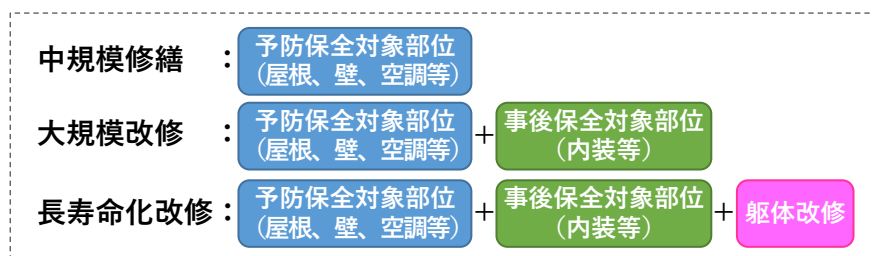 中規模修繕 ： 予防保全対象部位
（屋根、壁、空調等）
大規模改修 ： 予防保全対象部位
（屋根、壁、空調等）
＋
事後保全対象部位
（内装等）
長寿命化改修： 予防保全対象部位
（屋根、壁、空調等）
＋
事後保全対象部位
（内装等）
＋
躯体改修